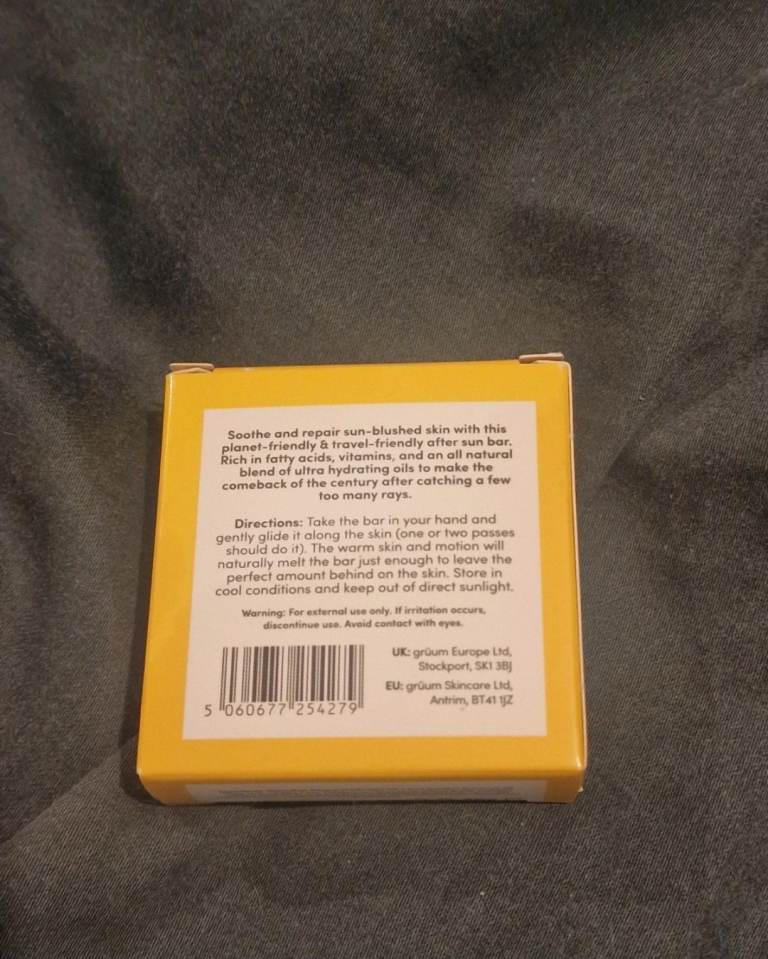 Soothe and repair sun-blushed skin with this
planet-friendly & travel-friendly after sun bar.
Rich in fatty acids, vitamins, and an all natural
blend of ultra hydrating oils to make the
comeback of the century after catching a few
too many rays.
Directions: Take the bar in your hand and
gently glide it along the skin (one or two passes
should do it). The warm skin and motion will
naturally melt the bar just enough to leave the
perfect amount behind on the skin. Store in
cool conditions and keep out of direct sunlight.
Warning: For external use only. If irritation occurs,
discontinue use. Avoid contact with eyes.
UK: grüum Europe Ltd,
Stockport, SK1 3BJ
EU: grüum Skincare Ltd,
Antrim, BT41 1JZ
5 060677 254279